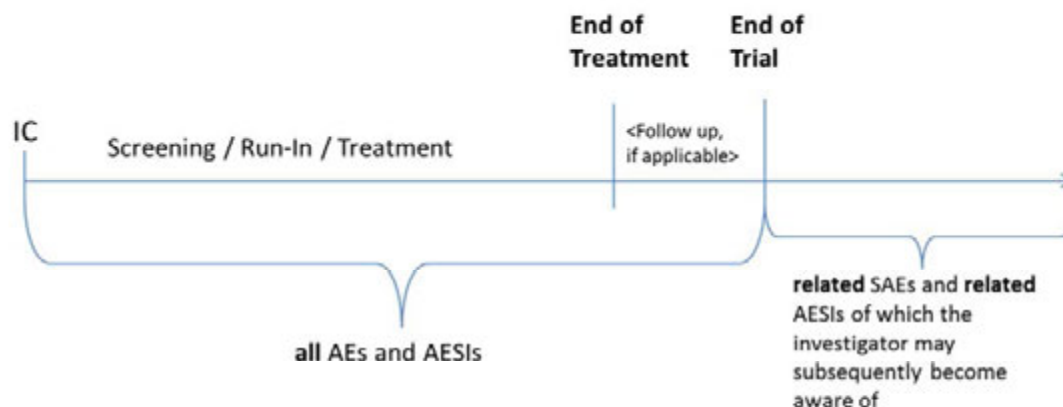 End of
Treatment
End of
Trial
IC
Screening / Run-In / Treatment
<Follow up,
if applicable>
all AEs and AESIs
related SAEs and related
AESIs of which the
investigator may
subsequently become
aware of